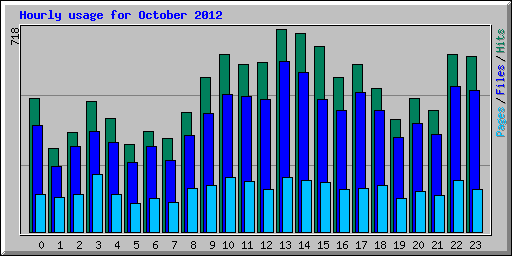 Hourly usage for October 2012
718
Pages / Files / Hits
0 1 2 3 4 5 6 7 8 9 10 11 12 13 14 15 16 17 18 19 20 21 22 23